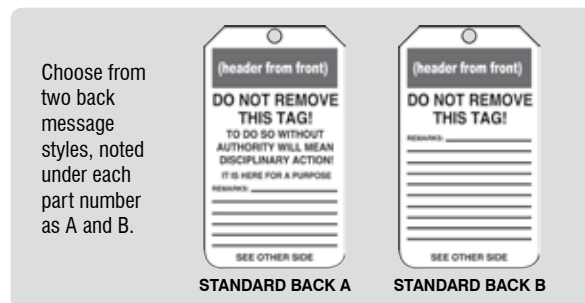 Choose from
two back
message
styles, noted
under each
part number
as A and B.
(header from front)
DO NOT REMOVE
THIS TAG!
TO DO SO WITHOUT
AUTHORITY WILL MEAN
DISCIPLINARY ACTION!
IT IS HERE FOR A PURPOSE
REMARKS:
SEE OTHER SIDE
STANDARD BACK A
(header from front)
DO NOT REMOVE
THIS TAG!
REMARKS:
SEE OTHER SIDE
STANDARD BACK B